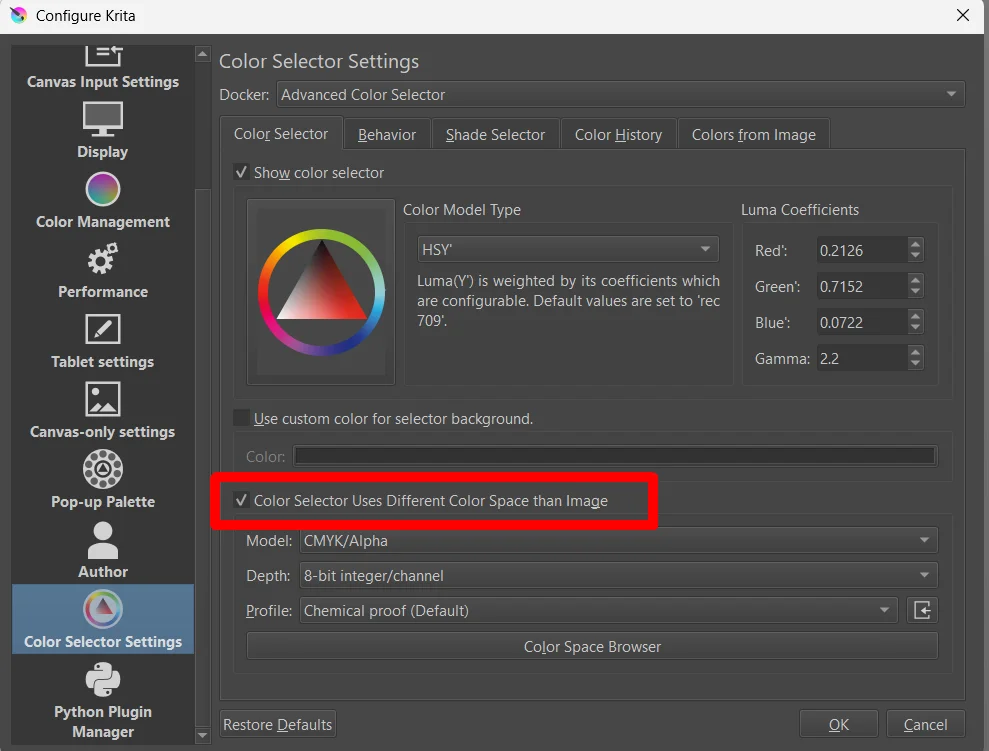 Configure Krita
Canvas Input Settings
Display
Color Management
Performance
Tablet settings
Canvas-only settings
Pop-up Palette
Author
Color Selector Settings
Python Plugin
Manager
Color Selector Settings
Docker: Advanced Color Selector
Color Selector Behavior Shade Selector Color History Colors from Image
Show color selector
Color Model Type
HSY'
Luma(Y') is weighted by its coefficients which
are configurable. Default values are set to 'rec
709'.
Luma Coefficients
Red': 0.2126
Green': 0.7152
Blue': 0.0722
Gamma: 2.2
Use custom color for selector background.
Color:
Color Selector Uses Different Color Space than Image
Model: CMYK/Alpha
Depth: 8-bit integer/channel
Profile: Chemical proof (Default)
Color Space Browser
Restore Defaults
OK
Cancel